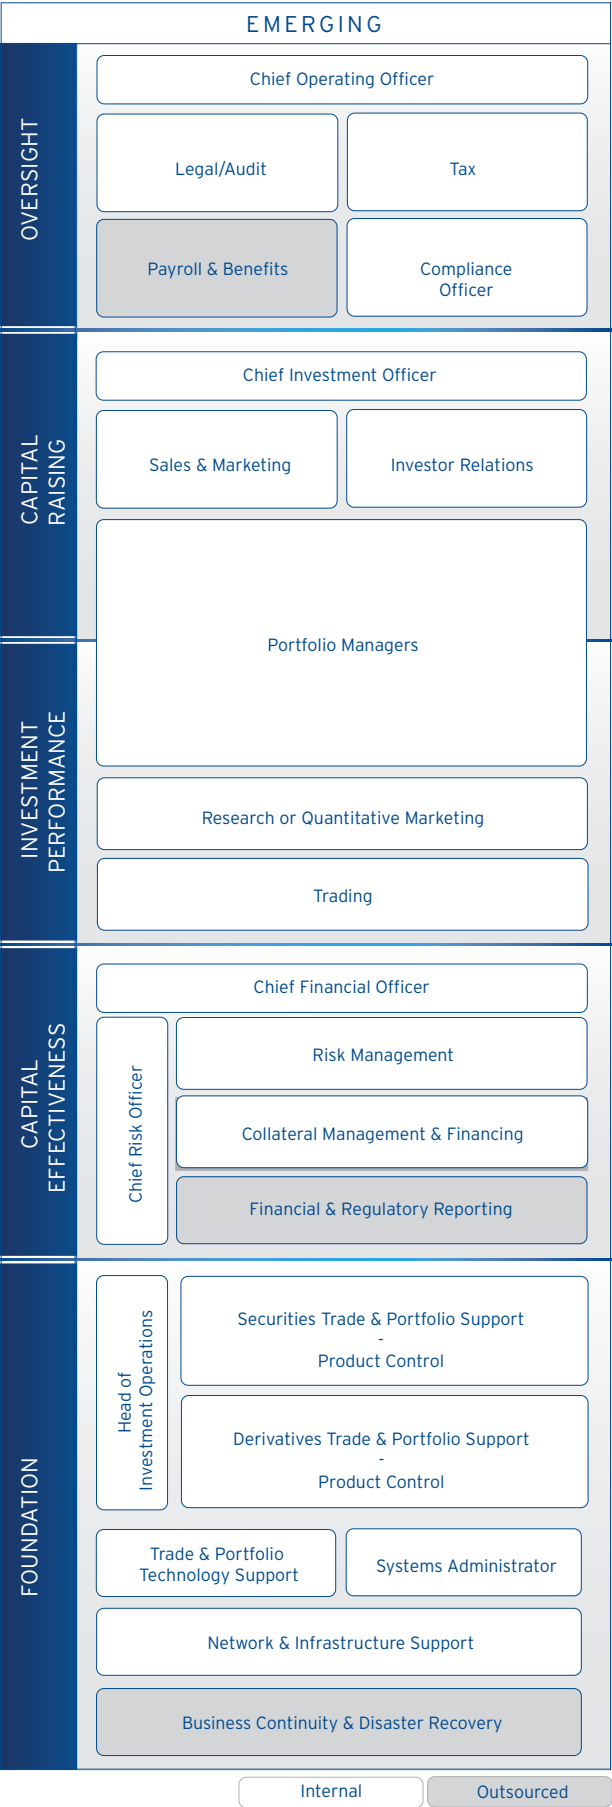 EMERGING
OVERSIGHT
Chief Operating Officer
Legal/Audit
Tax
Payroll & Benefits
Compliance
Officer
CAPITAL
RAISING
Chief Investment Officer
Sales & Marketing
Investor Relations
Portfolio Managers
INVESTMENT
PERFORMANCE
Research or Quantitative Marketing
Trading
CAPITAL
EFFECTIVENESS
Chief Financial Officer
Chief Risk Officer
Risk Management
Collateral Management & Financing
Financial & Regulatory Reporting
FOUNDATION
Head of
Investment Operations
Securities Trade & Portfolio Support
-
Product Control
Derivatives Trade & Portfolio Support
-
Product Control
Trade & Portfolio
Technology Support
Systems Administrator
Network & Infrastructure Support
Business Continuity & Disaster Recovery
Internal
Outsourced